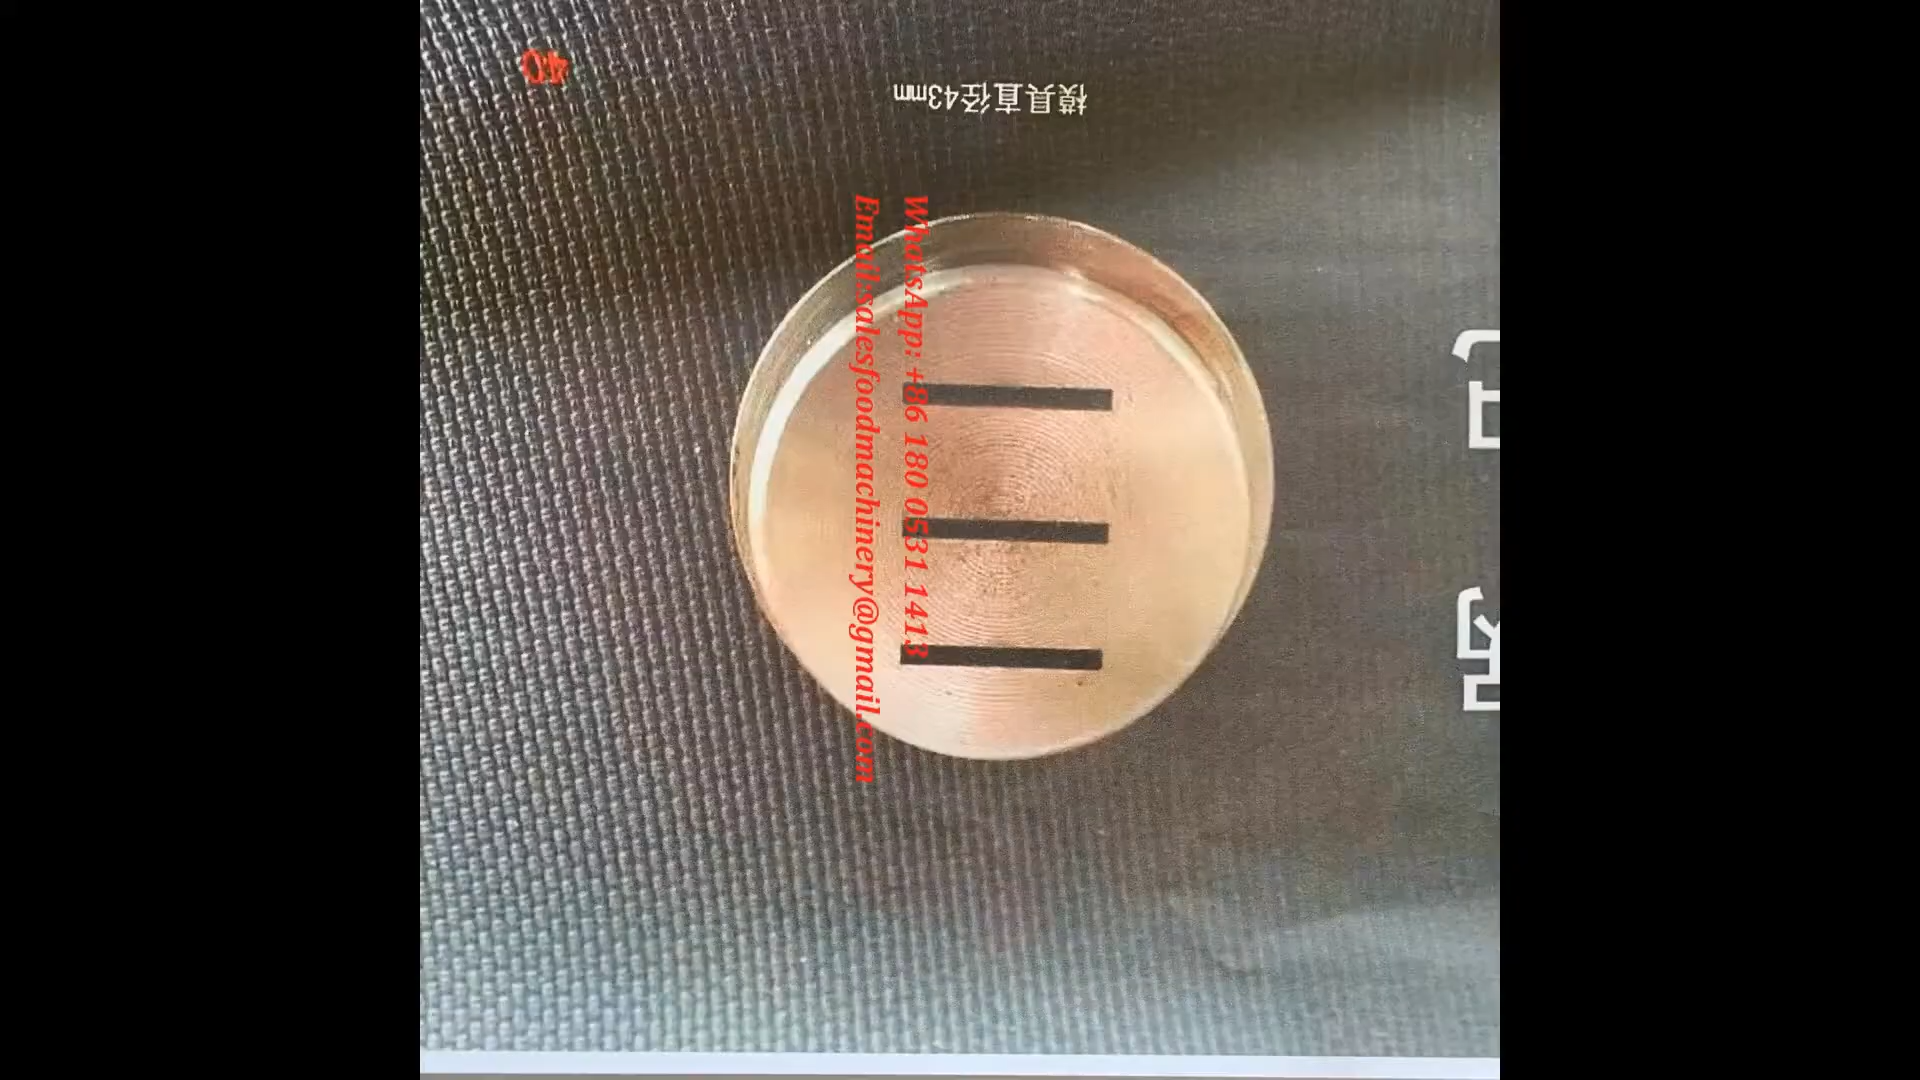 40
模具直径43mm
WhatsApp: +86 180 0531 1413
Email:salesfoodmachinery@gmail.com